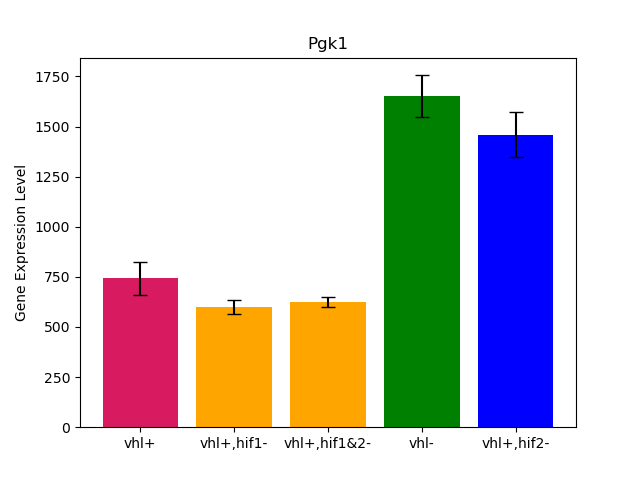 Pgk1
Gene Expression Level
1750
1500
1250
1000
750
500
250
0
vhl+ vhl+,hif1- vhl+,hif1&2- vhl- vhl+,hif2-